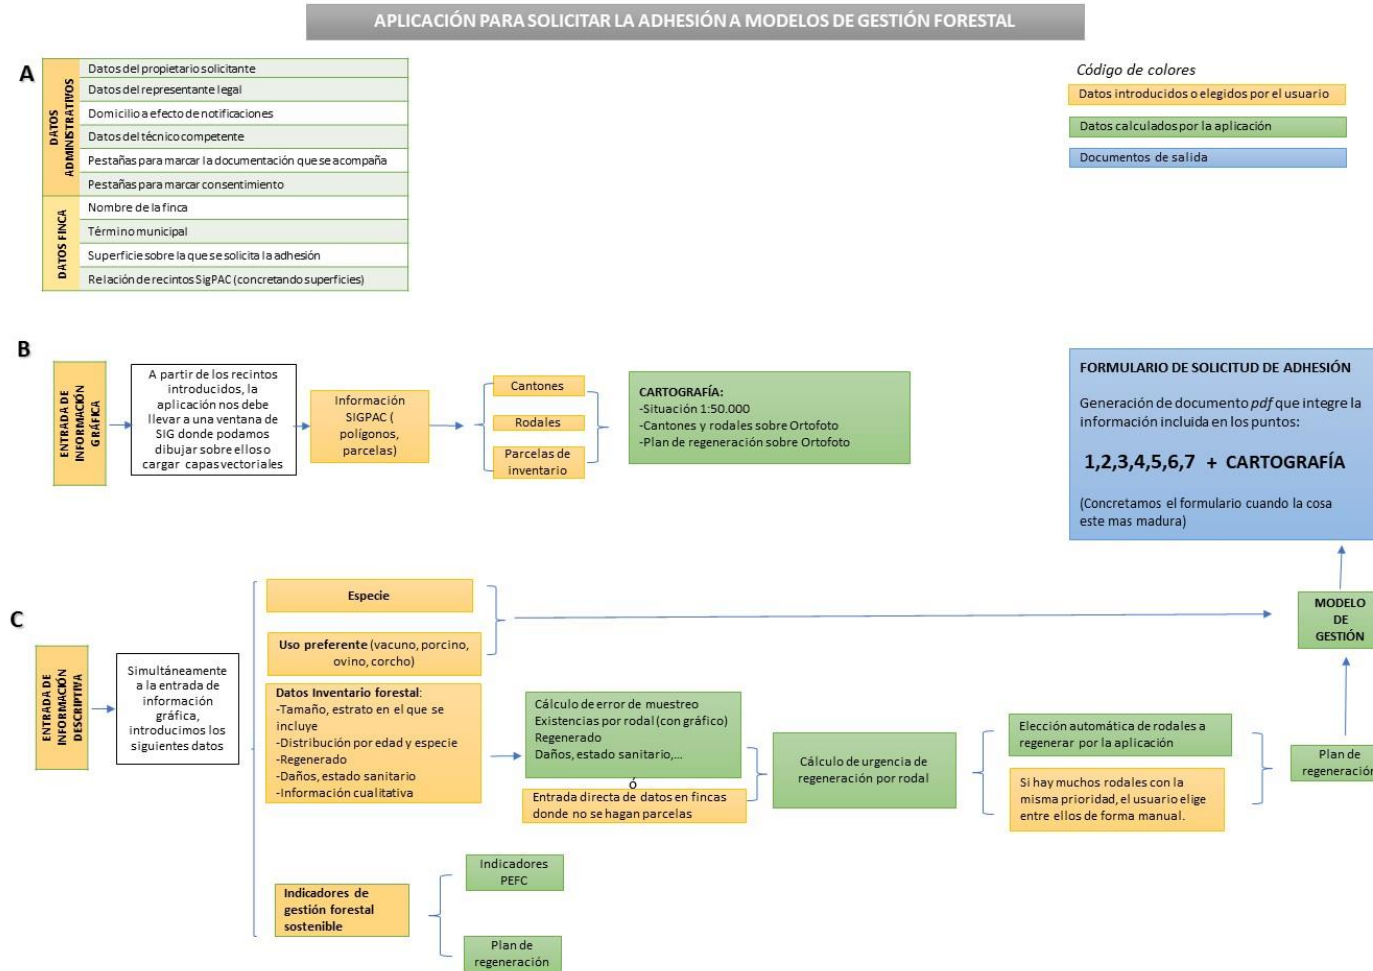 APLICACIÓN PARA SOLICITAR LA ADHESIÓN A MODELOS DE GESTIÓN FORESTAL
A
DATOS
ADMINISTRATIVOS
Datos del propietario solicitante
Datos del representante legal
Domicilio a efecto de notificaciones
Datos del técnico competente
Pestañas para marcar la documentación que se acompaña
Pestañas para marcar consentimiento
DATOS FINCA
Nombre de la finca
Término municipal
Superficie sobre la que se solicita la adhesión
Relación de recintos SigPAC (concretando superficies)
Código de colores
Datos introducidos o elegidos por el usuario
Datos calculados por la aplicación
Documentos de salida
B
ENTRADA DE
INFORMACIÓN
GRÁFICA
A partir de los recintos
introducidos, la
aplicación nos debe
llevar a una ventana de
SIG donde podamos
dibujar sobre ellos o
cargar capas vectoriales
Información
SIGPAC (
polígonos,
parcelas)
Cantones
Rodales
Parcelas de
inventario
CARTOGRAFÍA:
-Situación 1:50.000
-Cantones y rodales sobre Ortofoto
-Plan de regeneración sobre Ortofoto
FORMULARIO DE SOLICITUD DE ADHESIÓN
Generación de documento pdf que integre la
información incluida en los puntos:
1,2,3,4,5,6,7 + CARTOGRAFÍA
(Concretamos el formulario cuando la cosa
este mas madura)
C
ENTRADA DE
INFORMACIÓN
DESCRIPTIVA
Simultáneamente
a la entrada de
información
gráfica,
introducimos los
siguientes datos
Especie
Uso preferente (vacuno, porcino,
ovino, corcho)
Datos Inventario forestal:
-Tamaño, estrato en el que se
incluye
-Distribución por edad y especie
-Regenerado
-Daños, estado sanitario
-Información cualitativa
Cálculo de error de muestreo
Existencias por rodal (con gráfico)
Regenerado
Daños, estado sanitario,...
ó
Entrada directa de datos en fincas
donde no se hagan parcelas
Cálculo de urgencia de
regeneración por rodal
Elección automática de rodales a
regenerar por la aplicación
Si hay muchos rodales con la
misma prioridad, el usuario elige
entre ellos de forma manual.
Plan de
regeneración
MODELO
DE
GESTIÓN
Indicadores de
gestión forestal
sostenible
Indicadores
PEFC
Plan de
regeneración